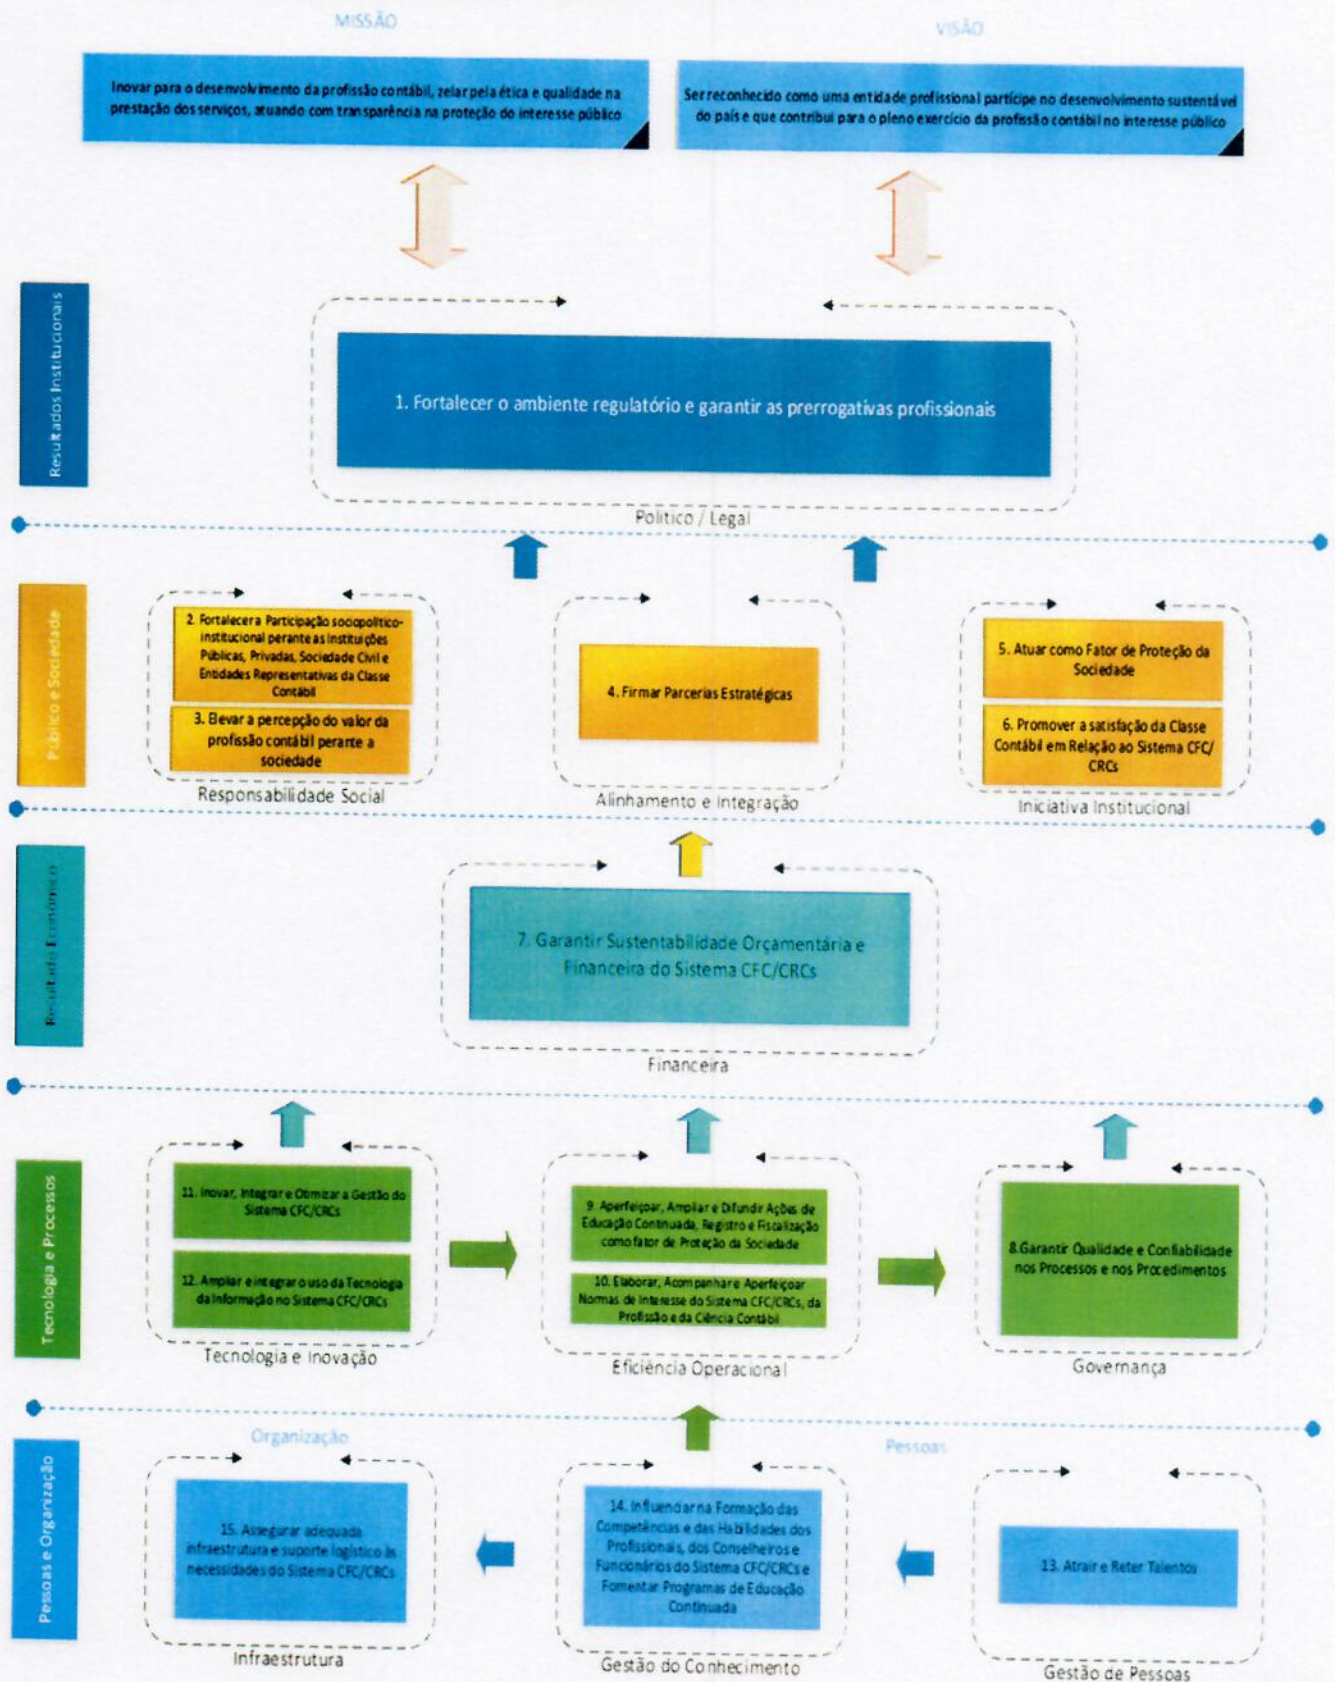 MISSÃO
VISÃO
Inovar para o desenvolvimento da profissão contábil, zelar pela ética e qualidade na
prestação dos serviços, atuando com transparência na proteção do interesse público
Ser reconhecido como uma entidade profissional partícipe no desenvolvimento sustentável
do país e que contribui para o pleno exercício da profissão contábil no interesse público
Resultados Institucionais
1. Fortalecer o ambiente regulatório e garantir as prerrogativas profissionais
Político / Legal
Público e Sociedade
2. Fortalecer a Participação sociopolítico-
institucional perante as Instituições
Públicas, Privadas, Sociedade Civil e
Entidades Representativas da Classe
Contábil
3. Elevar a percepção do valor da
profissão contábil perante a
sociedade
Responsabilidade Social
4. Firmar Parcerias Estratégicas
Alinhamento e Integração
5. Atuar como Fator de Proteção da
Sociedade
6. Promover a satisfação da Classe
Contábil em Relação ao Sistema CFC/
CRCs
Iniciativa Institucional
Resultado Econômico
7. Garantir Sustentabilidade Orçamentária e
Financeira do Sistema CFC/CRCs
Financeira
Tecnologia e Processos
11. Inovar, Integrar e Otimizar a Gestão do
Sistema CFC/CRCs
12. Ampliar e integrar o uso da Tecnologia
da Informação no Sistema CFC/CRCs
Tecnologia e Inovação
9. Aperfeiçoar, Ampliar e Difundir Ações de
Educação Continuada, Registro e Fiscalização
como fator de Proteção da Sociedade
10. Elaborar, Acompanhar e Aperfeiçoar
Normas de Interesse do Sistema CFC/CRCs, da
Profissão e da Ciência Contábil
Eficiência Operacional
8.Garantir Qualidade e Confiabilidade
nos Processos e nos Procedimentos
Governança
Pessoas e Organização
Organização
Pessoas
15. Assegurar adequada
infraestrutura e suporte logístico às
necesidades do Sistema CFC/CRCs
Infraestrutura
14. Influenciar na Formação das
Competências e das Habilidades dos
Profissionais, dos Conselheiros e
Funcionários do Sistema CFC/CRCs e
Fomentar Programas de Educação
Continuada
Gestão do Conhecimento
13. Atrair e Reter Talentos
Gestão de Pessoas